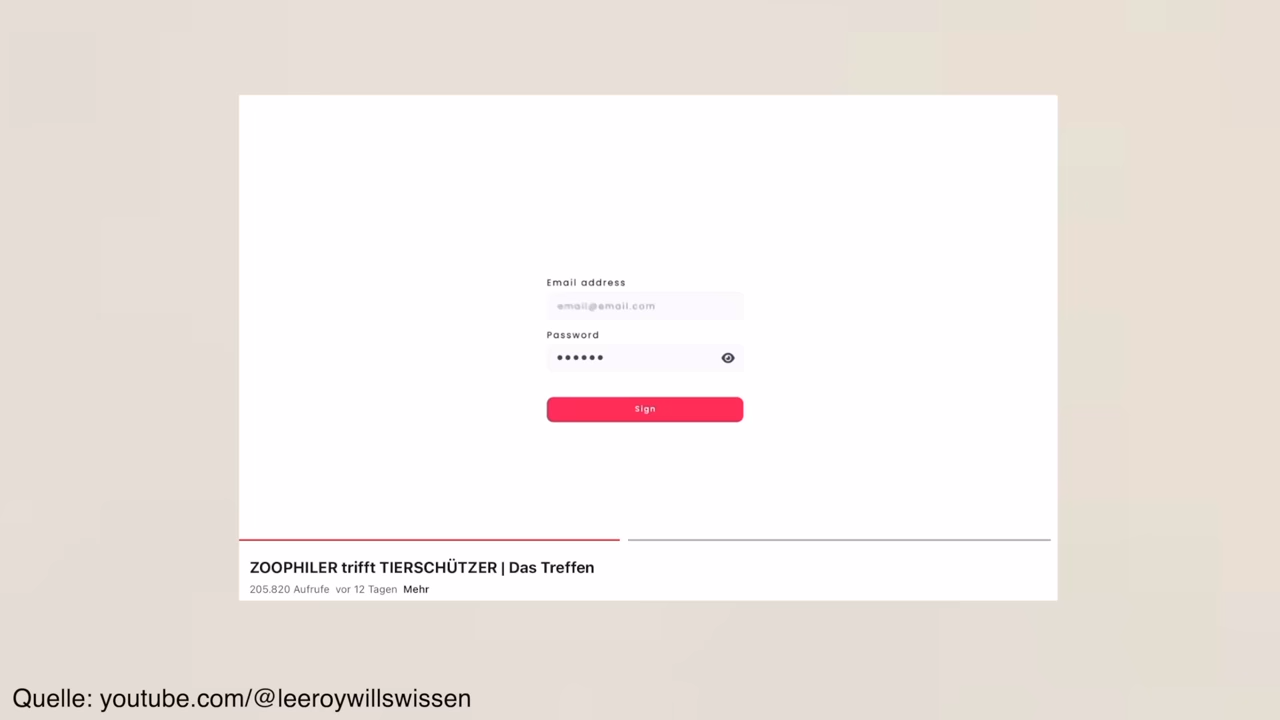 Email address
email@email.com
Password
••••••
Sign
ZOOPHILER trifft TIERSCHÜTZER | Das Treffen
205.820 Aufrufe vor 12 Tagen Mehr
Quelle: youtube.com/@leeroywillswissen